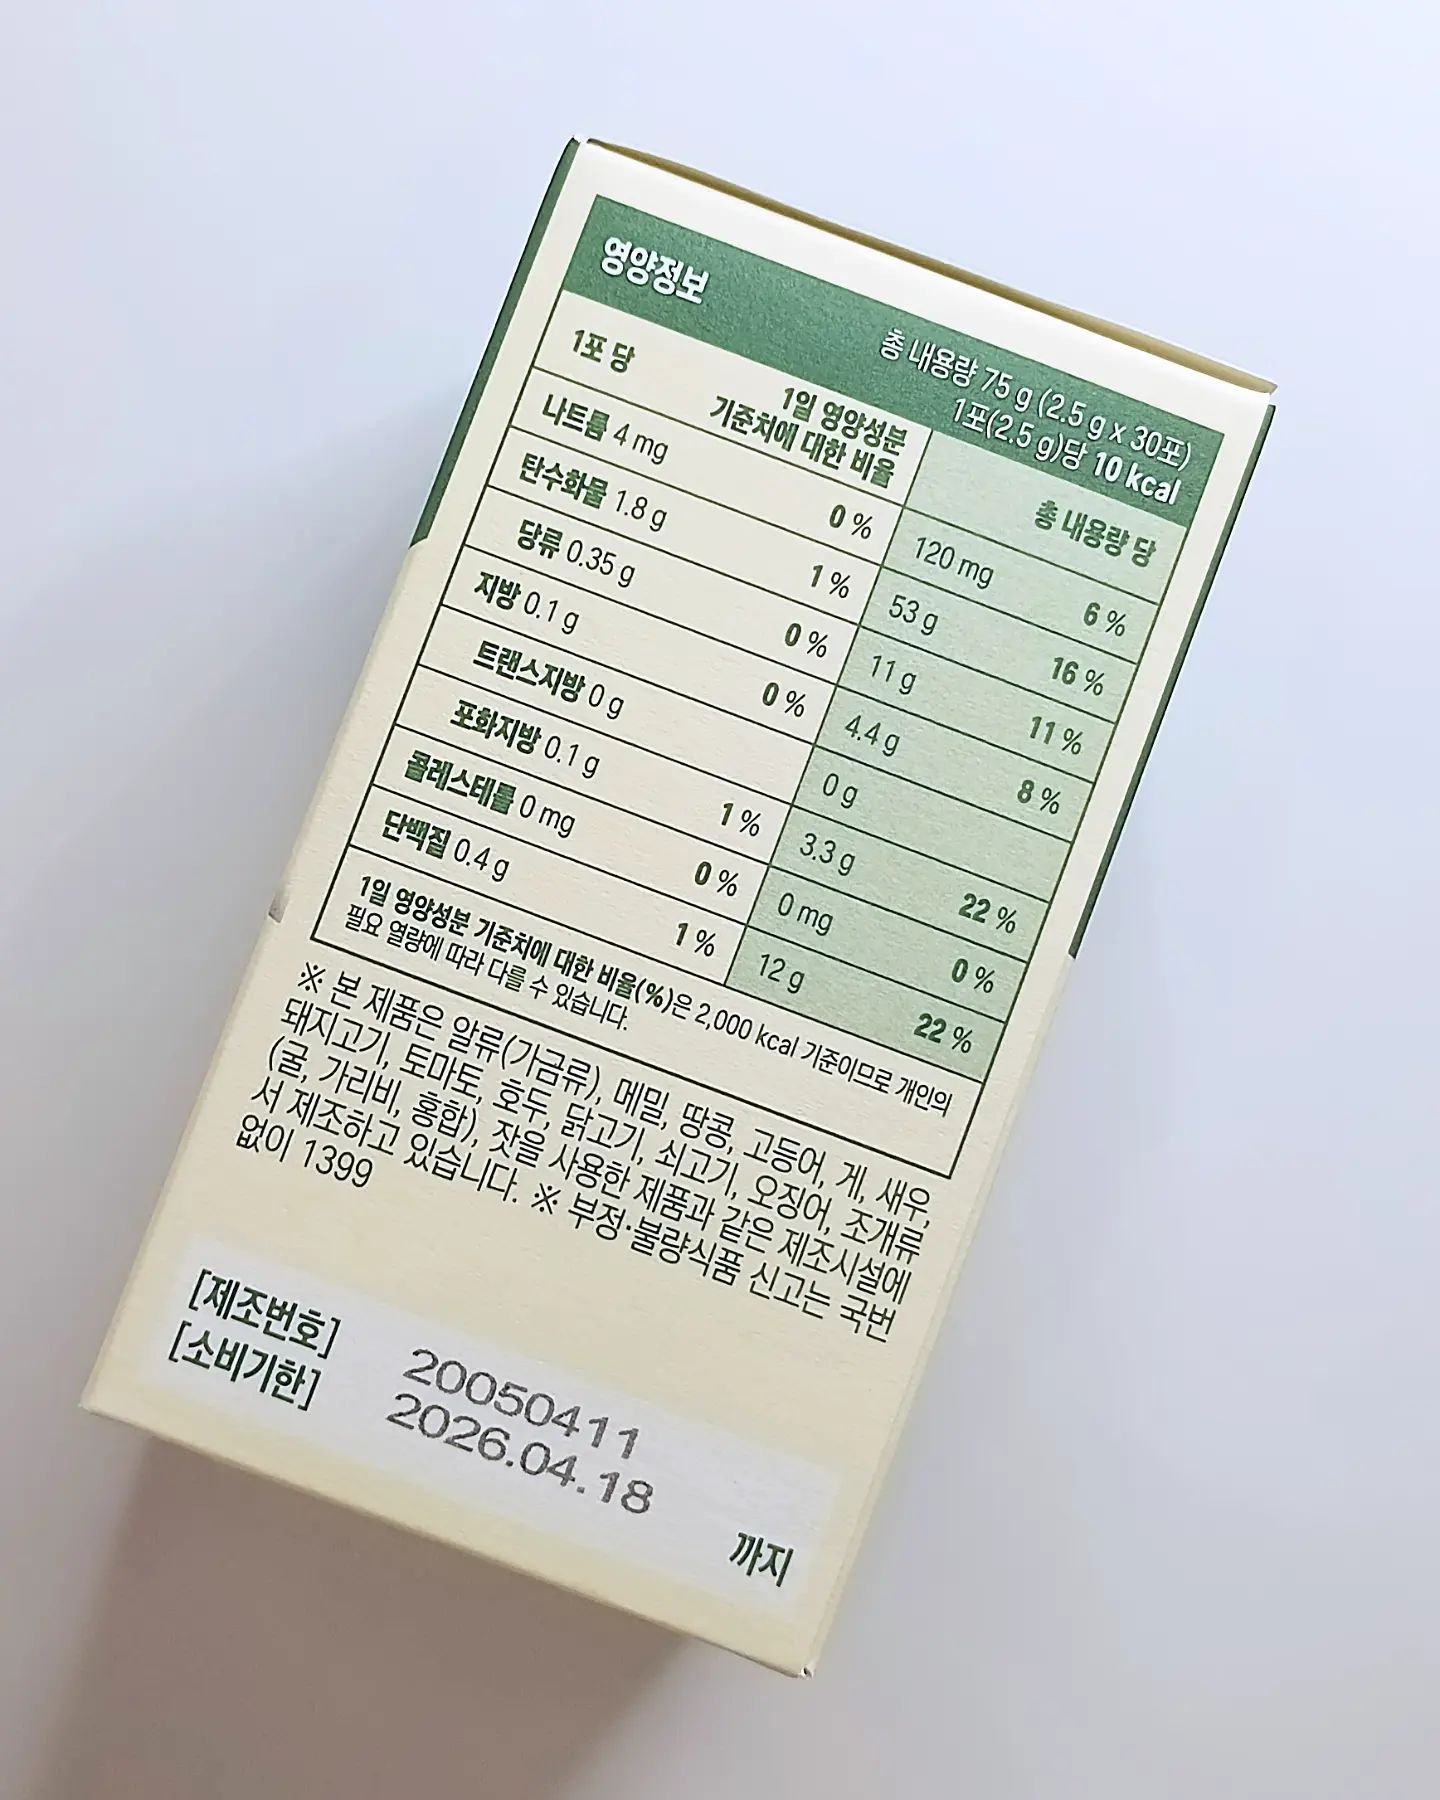 영양정보
총 내용량 75 g (2.5 g x 30포)
1포(2.5 g)당 10 kcal
1포 당
1일 영양성분
기준치에 대한 비율
총 내용량 당
나트륨 4 mg 0 % 120 mg 6 %
탄수화물 1.8 g 1 % 53 g 16 %
당류 0.35 g 0 % 11 g 11 %
지방 0.1 g 0 % 4.4 g 8 %
트랜스지방 0 g 0 g
포화지방 0.1 g 1 % 3.3 g 22 %
콜레스테롤 0 mg 0 % 0 mg 0 %
단백질 0.4 g 1 % 12 g 22 %
1일 영양성분 기준치에 대한 비율(%)은 2,000 kcal 기준이므로 개인의
필요 열량에 따라 다를 수 있습니다.
※ 본 제품은 알류(가금류), 메밀, 땅콩, 고등어, 게, 새우,
돼지고기, 토마토, 호두, 닭고기, 쇠고기, 오징어, 조개류
(굴, 가리비, 홍합), 잣을 사용한 제품과 같은 제조시설에
서 제조하고 있습니다. ※ 부정·불량식품 신고는 국번
없이 1399
[제조번호] 20050411
[소비기한] 2026.04.18 까지